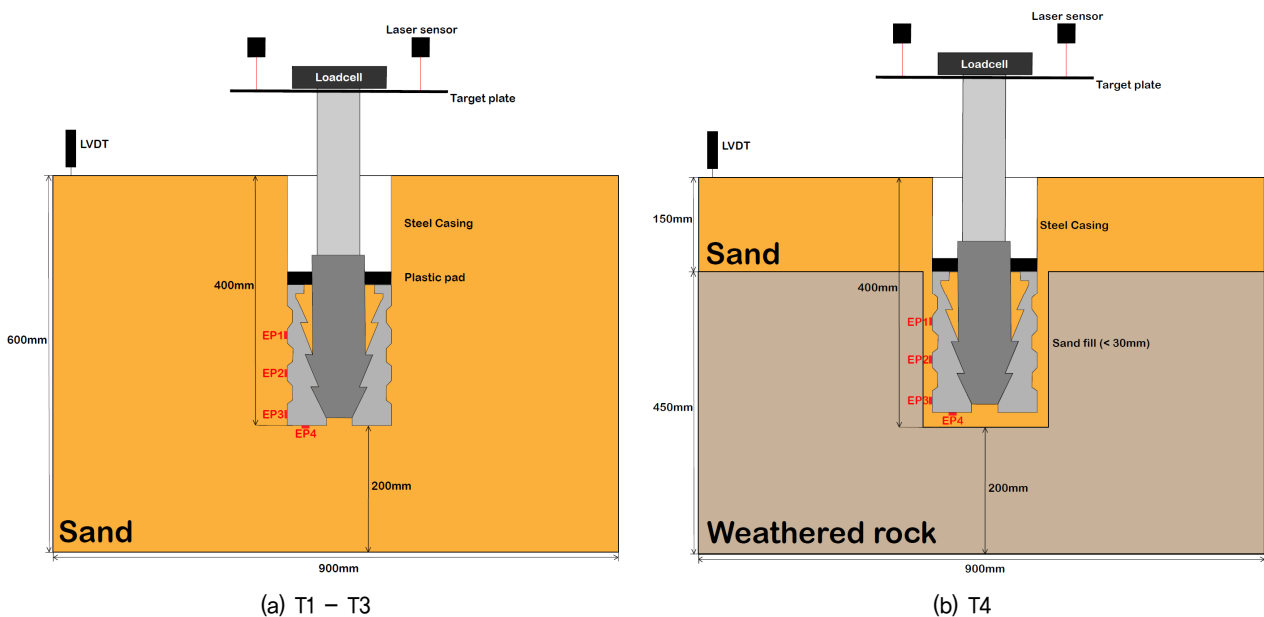 Laser sensor
Loadcell
Target plate
LVDT
Steel Casing
Plastic pad
400mm
600mm
EP1
EP2
EP3
EP4
200mm
Sand
900mm
(a) T1 – T3
Laser sensor
Loadcell
Target plate
LVDT
150mm
Steel Casing
Sand
400mm
EP1
Sand fill (< 30mm)
EP2
EP3
450mm
EP4
200mm
Weathered rock
900mm
(b) T4